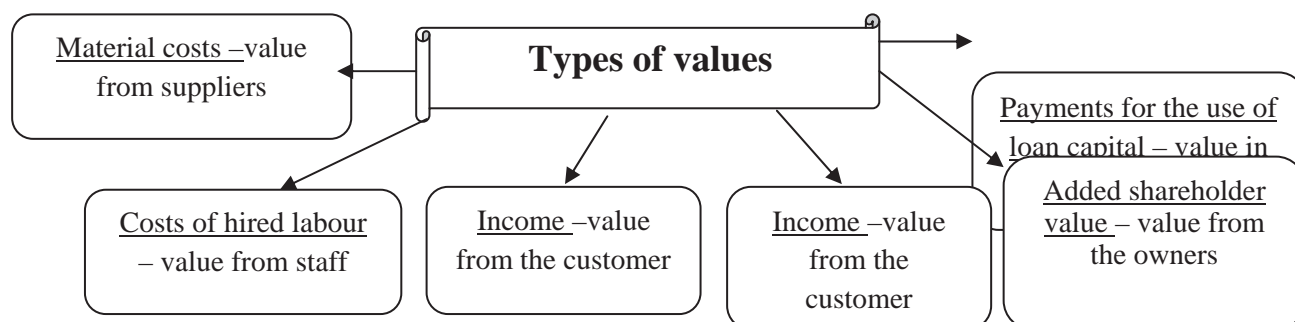 Types of values
Material costs –value
from suppliers
Payments for the use of
loan capital – value in
Costs of hired labour
– value from staff
Income –value
from the customer
Income –value
from the
customer
Added shareholder
value – value from
the owners